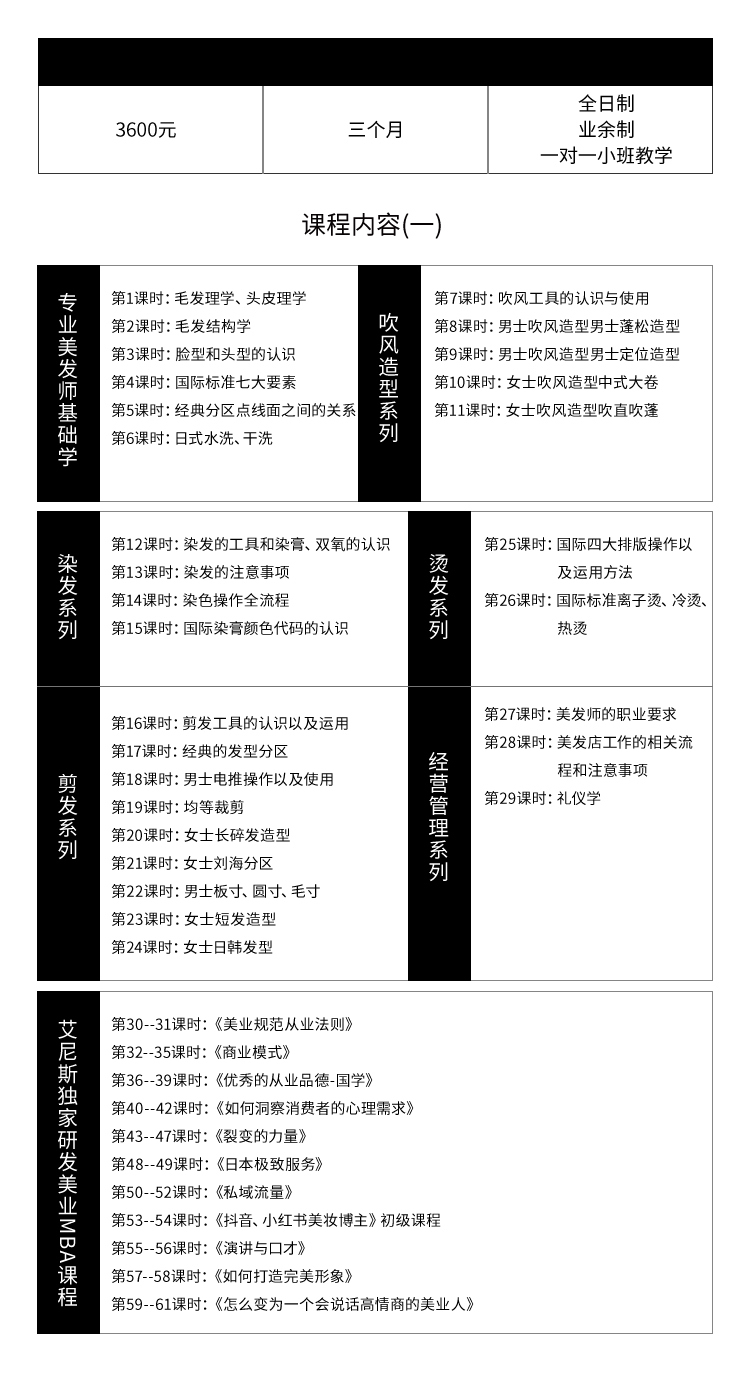 3600元
三个月
全日制
业余制
一对一小班教学
课程内容(一)
专业美发师基础学
第1课时：毛发理学、头皮理学
第2课时：毛发结构学
第3课时：脸型和头型的认识
第4课时：国际标准七大要素
第5课时：经典分区点线面之间的关系
第6课时：日式水洗、干洗
吹风造型系列
第7课时：吹风工具的认识与使用
第8课时：男士吹风造型男士蓬松造型
第9课时：男士吹风造型男士定位造型
第10课时：女士吹风造型中式大卷
第11课时：女士吹风造型吹直吹蓬
染发系列
第12课时：染发的工具和染膏、双氧的认识
第13课时：染发的注意事项
第14课时：染色操作全流程
第15课时：国际染膏颜色代码的认识
烫发系列
第25课时：国际四大排版操作以
及运用方法
第26课时：国际标准离子烫、冷烫、
热烫
剪发系列
第16课时：剪发工具的认识以及运用
第17课时：经典的发型分区
第18课时：男士电推操作以及使用
第19课时：均等裁剪
第20课时：女士长碎发造型
第21课时：女士刘海分区
第22课时：男士板寸、圆寸、毛寸
第23课时：女士短发造型
第24课时：女士日韩发型
经营管理系列
第27课时：美发师的职业要求
第28课时：美发店工作的相关流
程和注意事项
第29课时：礼仪学
艾尼斯独家研发美业MBA课程
第30--31课时：《美业规范从业法则》
第32--35课时：《商业模式》
第36--39课时：《优秀的从业品德-国学》
第40--42课时：《如何洞察消费者的心理需求》
第43--47课时：《裂变的力量》
第48--49课时：《日本极致服务》
第50--52课时：《私域流量》
第53--54课时：《抖音、小红书美妆博主》初级课程
第55--56课时：《演讲与口才》
第57--58课时：《如何打造完美形象》
第59--61课时：《怎么变为一个会说话高情商的美业人》